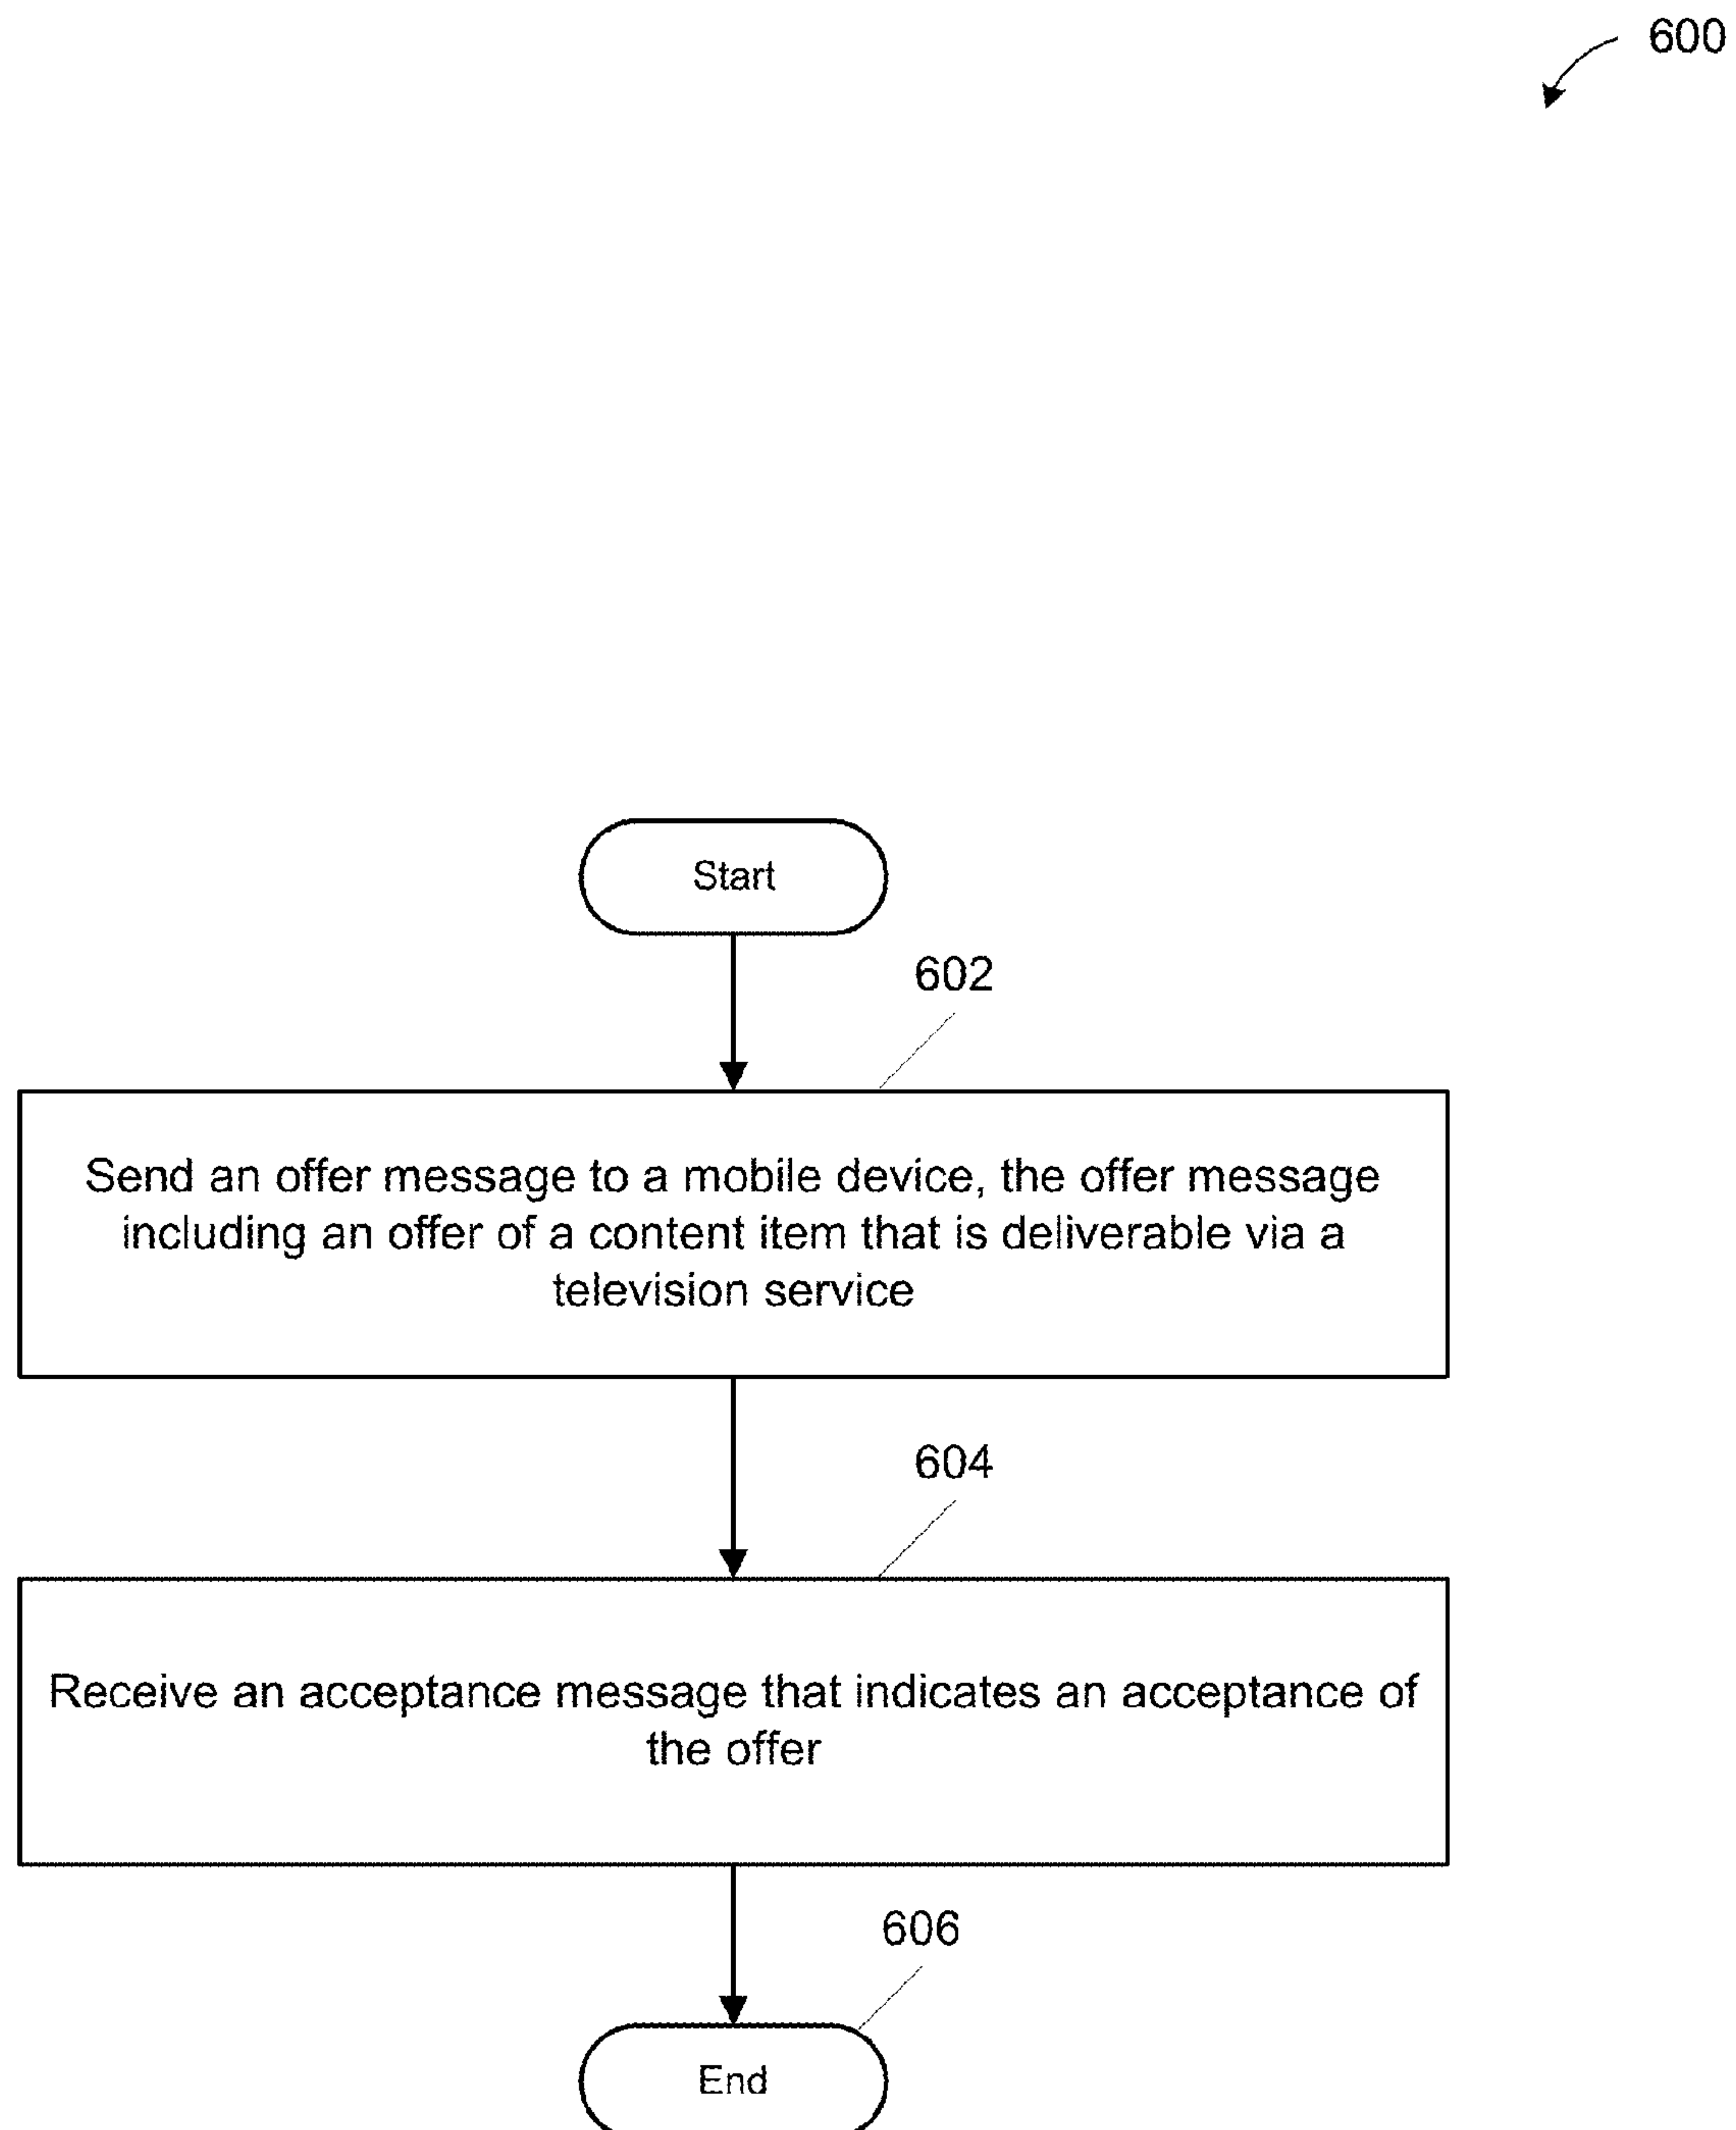 600
Start
602
Send an offer message to a mobile device, the offer message
including an offer of a content item that is deliverable via a
television service
604
Receive an acceptance message that indicates an acceptance of
the offer
606
End